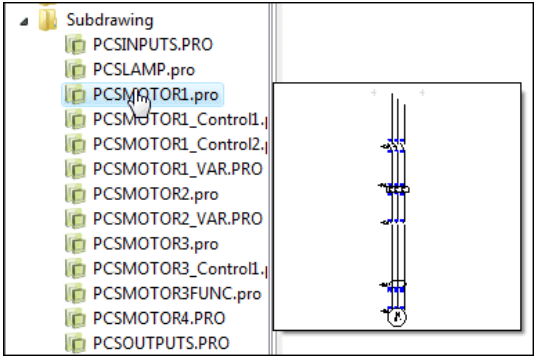 Subdrawing
PCSINPUTS.PRO
PCSLAMP.pro
PCSMOTOR1.pro
PCSMOTOR1_Control1.p
PCSMOTOR1_Control2.p
PCSMOTOR1_VAR.PRO
PCSMOTOR2.pro
PCSMOTOR2_VAR.PRO
PCSMOTOR3.pro
PCSMOTOR3_Control1.p
PCSMOTOR3FUNC.pro
PCSMOTOR4.PRO
PCSOUTPUTS.PRO